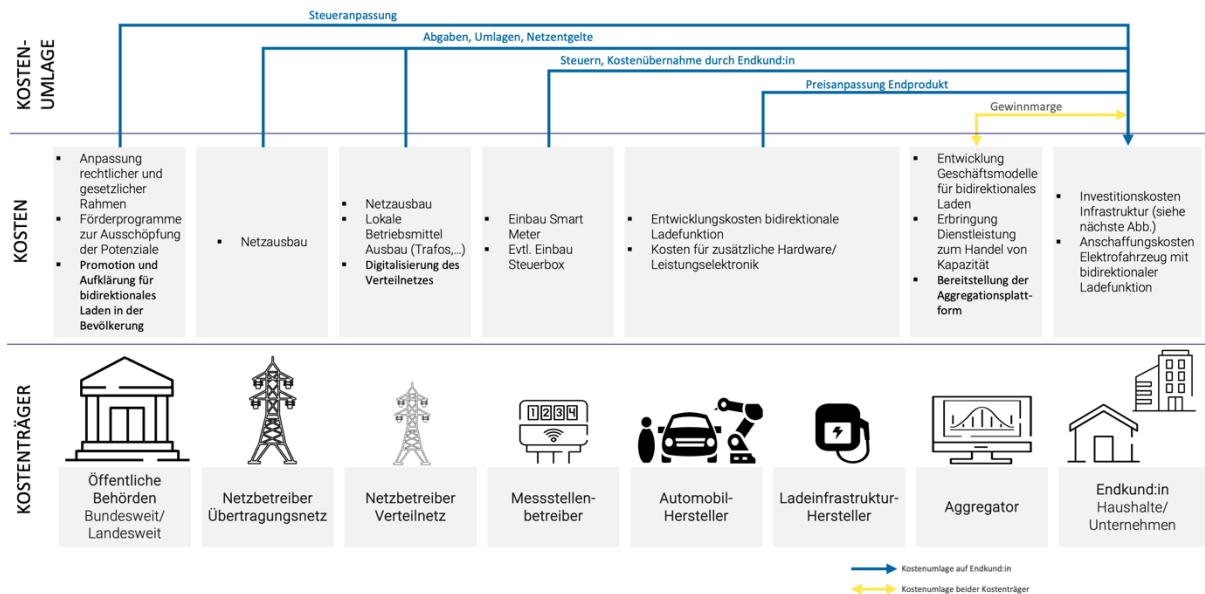 KOSTEN-
UMLAGE
Steueranpassung
Abgaben, Umlagen, Netzentgelte
Steuern, Kostenübernahme durch Endkund:in
Preisanpassung Endprodukt
Gewinnmarge
KOSTEN
▪ Anpassung
rechtlicher und
gesetzlicher
Rahmen
▪ Förderprogramme
zur Ausschöpfung
der Potenziale
▪ Promotion und
Aufklärung für
bidirektionales
Laden in der
Bevölkerung
▪ Netzausbau
▪ Netzausbau
▪ Lokale
Betriebsmittel
Ausbau (Trafos,...)
▪ Digitalisierung des
Verteilnetzes
▪ Einbau Smart
Meter
▪ Evtl. Einbau
Steuerbox
▪ Entwicklungskosten bidirektionale
Ladefunktion
▪ Kosten für zusätzliche Hardware/
Leistungselektronik
▪ Entwicklung
Geschäftsmodelle
für bidirektionales
Laden
▪ Erbringung
Dienstleistung
zum Handel von
Kapazität
▪ Bereitstellung der
Aggregationsplatt-
form
▪ Investitionskosten
Infrastruktur (siehe
nächste Abb.)
▪ Anschaffungskosten
Elektrofahrzeug mit
bidirektionaler
Ladefunktion
KOSTENTRÄGER
1234
Öffentliche
Behörden
Bundesweit/
Landesweit
Netzbetreiber
Übertragungsnetz
Netzbetreiber
Verteilnetz
Messstellen-
betreiber
Automobil-
Hersteller
Ladeinfrastruktur-
Hersteller
Aggregator
Endkund:in
Haushalte/
Unternehmen
Kostenumlage auf Endkund:in
Kostenumlage beider Kostenträger